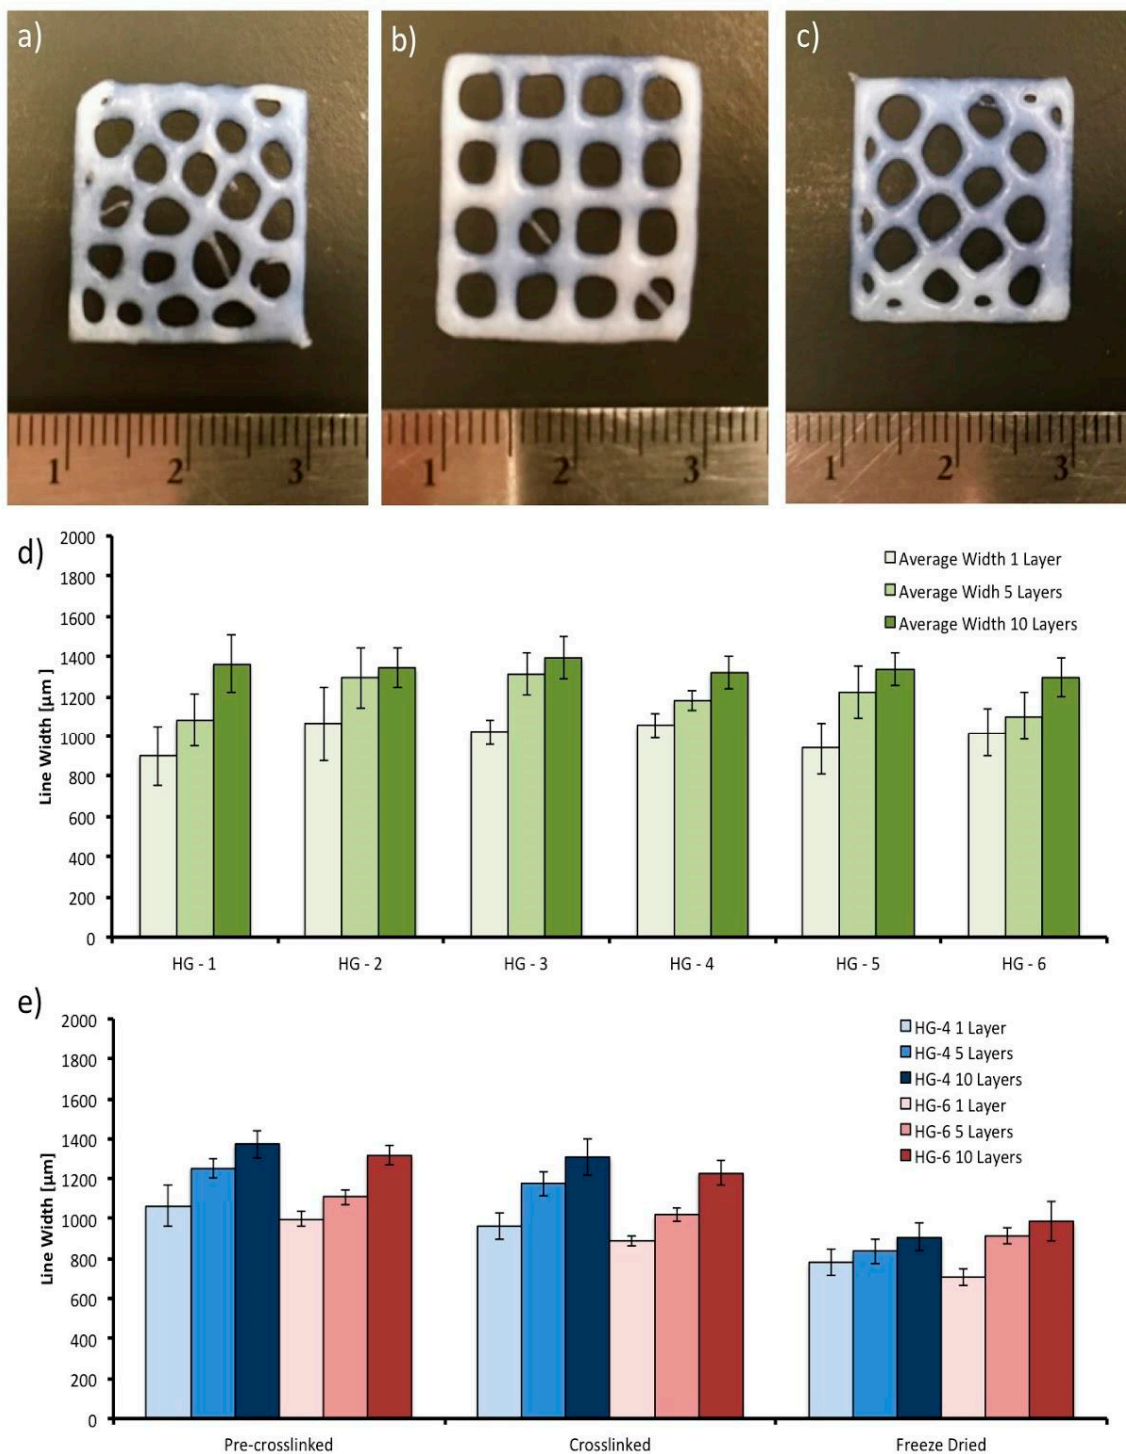 a)
b)
c)
1 2 3
1 2 3
1 2 3
d)
2000
1800
1600
1400
1200
1000
800
600
400
200
0
Line Width [µm ]
Average Width 1 Layer
Average Widh 5 Layers
Average Width 10 Layers
HG - 1 HG - 2 HG - 3 HG - 4 HG - 5 HG - 6
e)
2000
1800
1600
1400
1200
1000
800
600
400
200
0
Line Width [µm]
HG-4 1 Layer
HG-4 5 Layers
HG-4 10 Layers
HG-6 1 Layer
HG-6 5 Layers
HG-6 10 Layers
Pre-crosslinked Crosslinked Freeze Dried